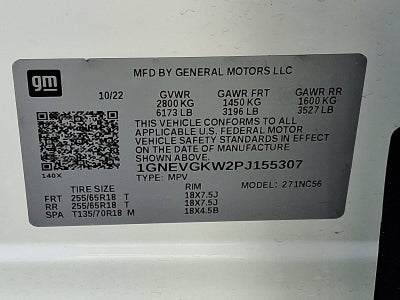 gm
MFD BY GENERAL MOTORS LLC
10/22 GVWR GAWR FRT GAWR RR
2800 KG 1450 KG 1600 KG
6173 LB 3196 LB 3527 LB
THIS VEHICLE CONFORMS TO ALL
APPLICABLE U.S. FEDERAL MOTOR
VEHICLE SAFETY STANDARDS IN EFFECT
ON THE DATE OF MANUFACTURE
SHOWN ABOVE.
1GNEVGKW2PJ155307
140X TYPE: MPV MODEL: 271NC56
TIRE SIZE RIM
FRT 255/65R18 T 18X7.5J
RR 255/65R18 T 18X7.5J
SPA T135/70R18 M 18X4.5B